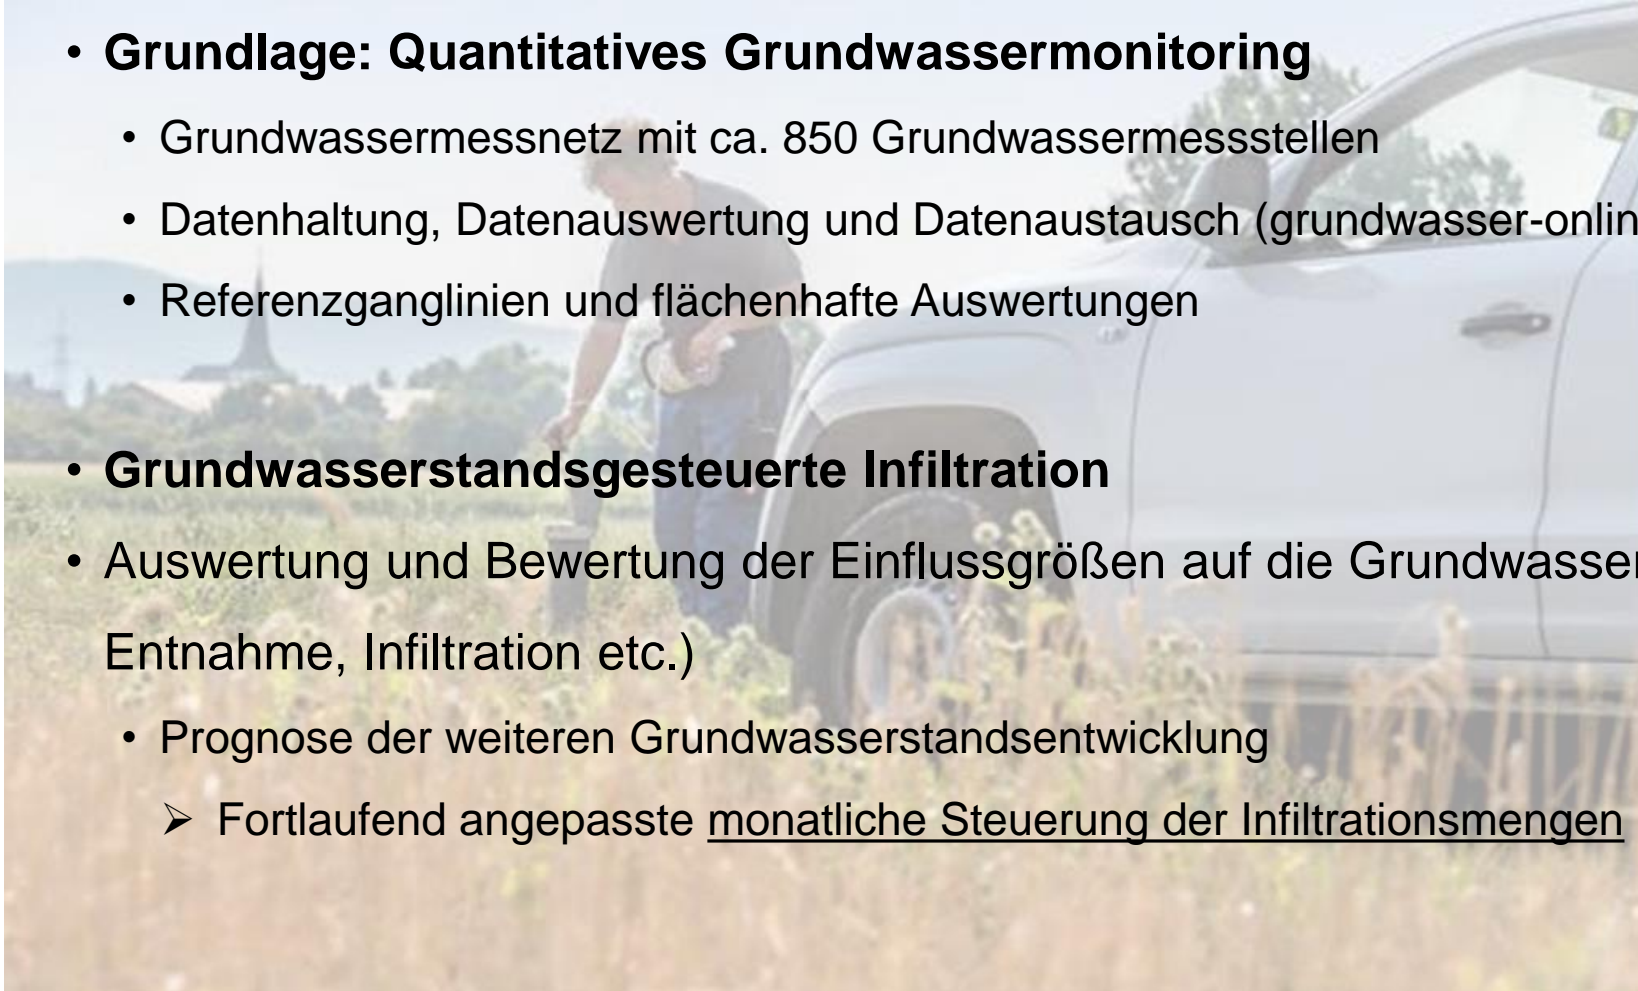 • Grundlage: Quantitatives Grundwassermonitoring
• Grundwassermessnetz mit ca. 850 Grundwassermessstellen
• Datenhaltung, Datenauswertung und Datenaustausch (grundwasser-onlin
• Referenzganglinien und flächenhafte Auswertungen
• Grundwasserstandsgesteuerte Infiltration
• Auswertung und Bewertung der Einflussgrößen auf die Grundwasser
Entnahme, Infiltration etc.)
• Prognose der weiteren Grundwasserstandsentwicklung
➢ Fortlaufend angepasste monatliche Steuerung der Infiltrationsmengen